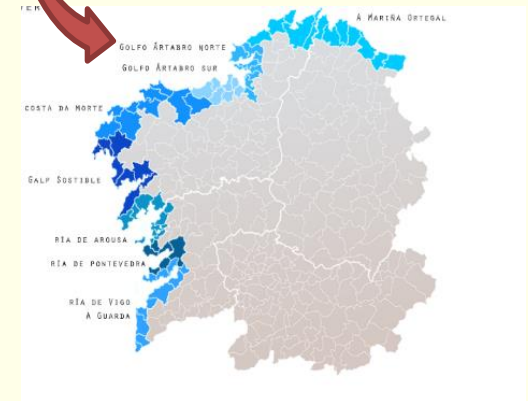 A MARIÑA ORTEGAL
GOLFO ÁRTABRO NORTE
GOLFO ÁRTABRO SUR
COSTA DA MORTE
GALP SOSTIBLE
RÍA DE AROUSA
RÍA DE PONTEVEDRA
RÍA DE VIGO
A GUARDA